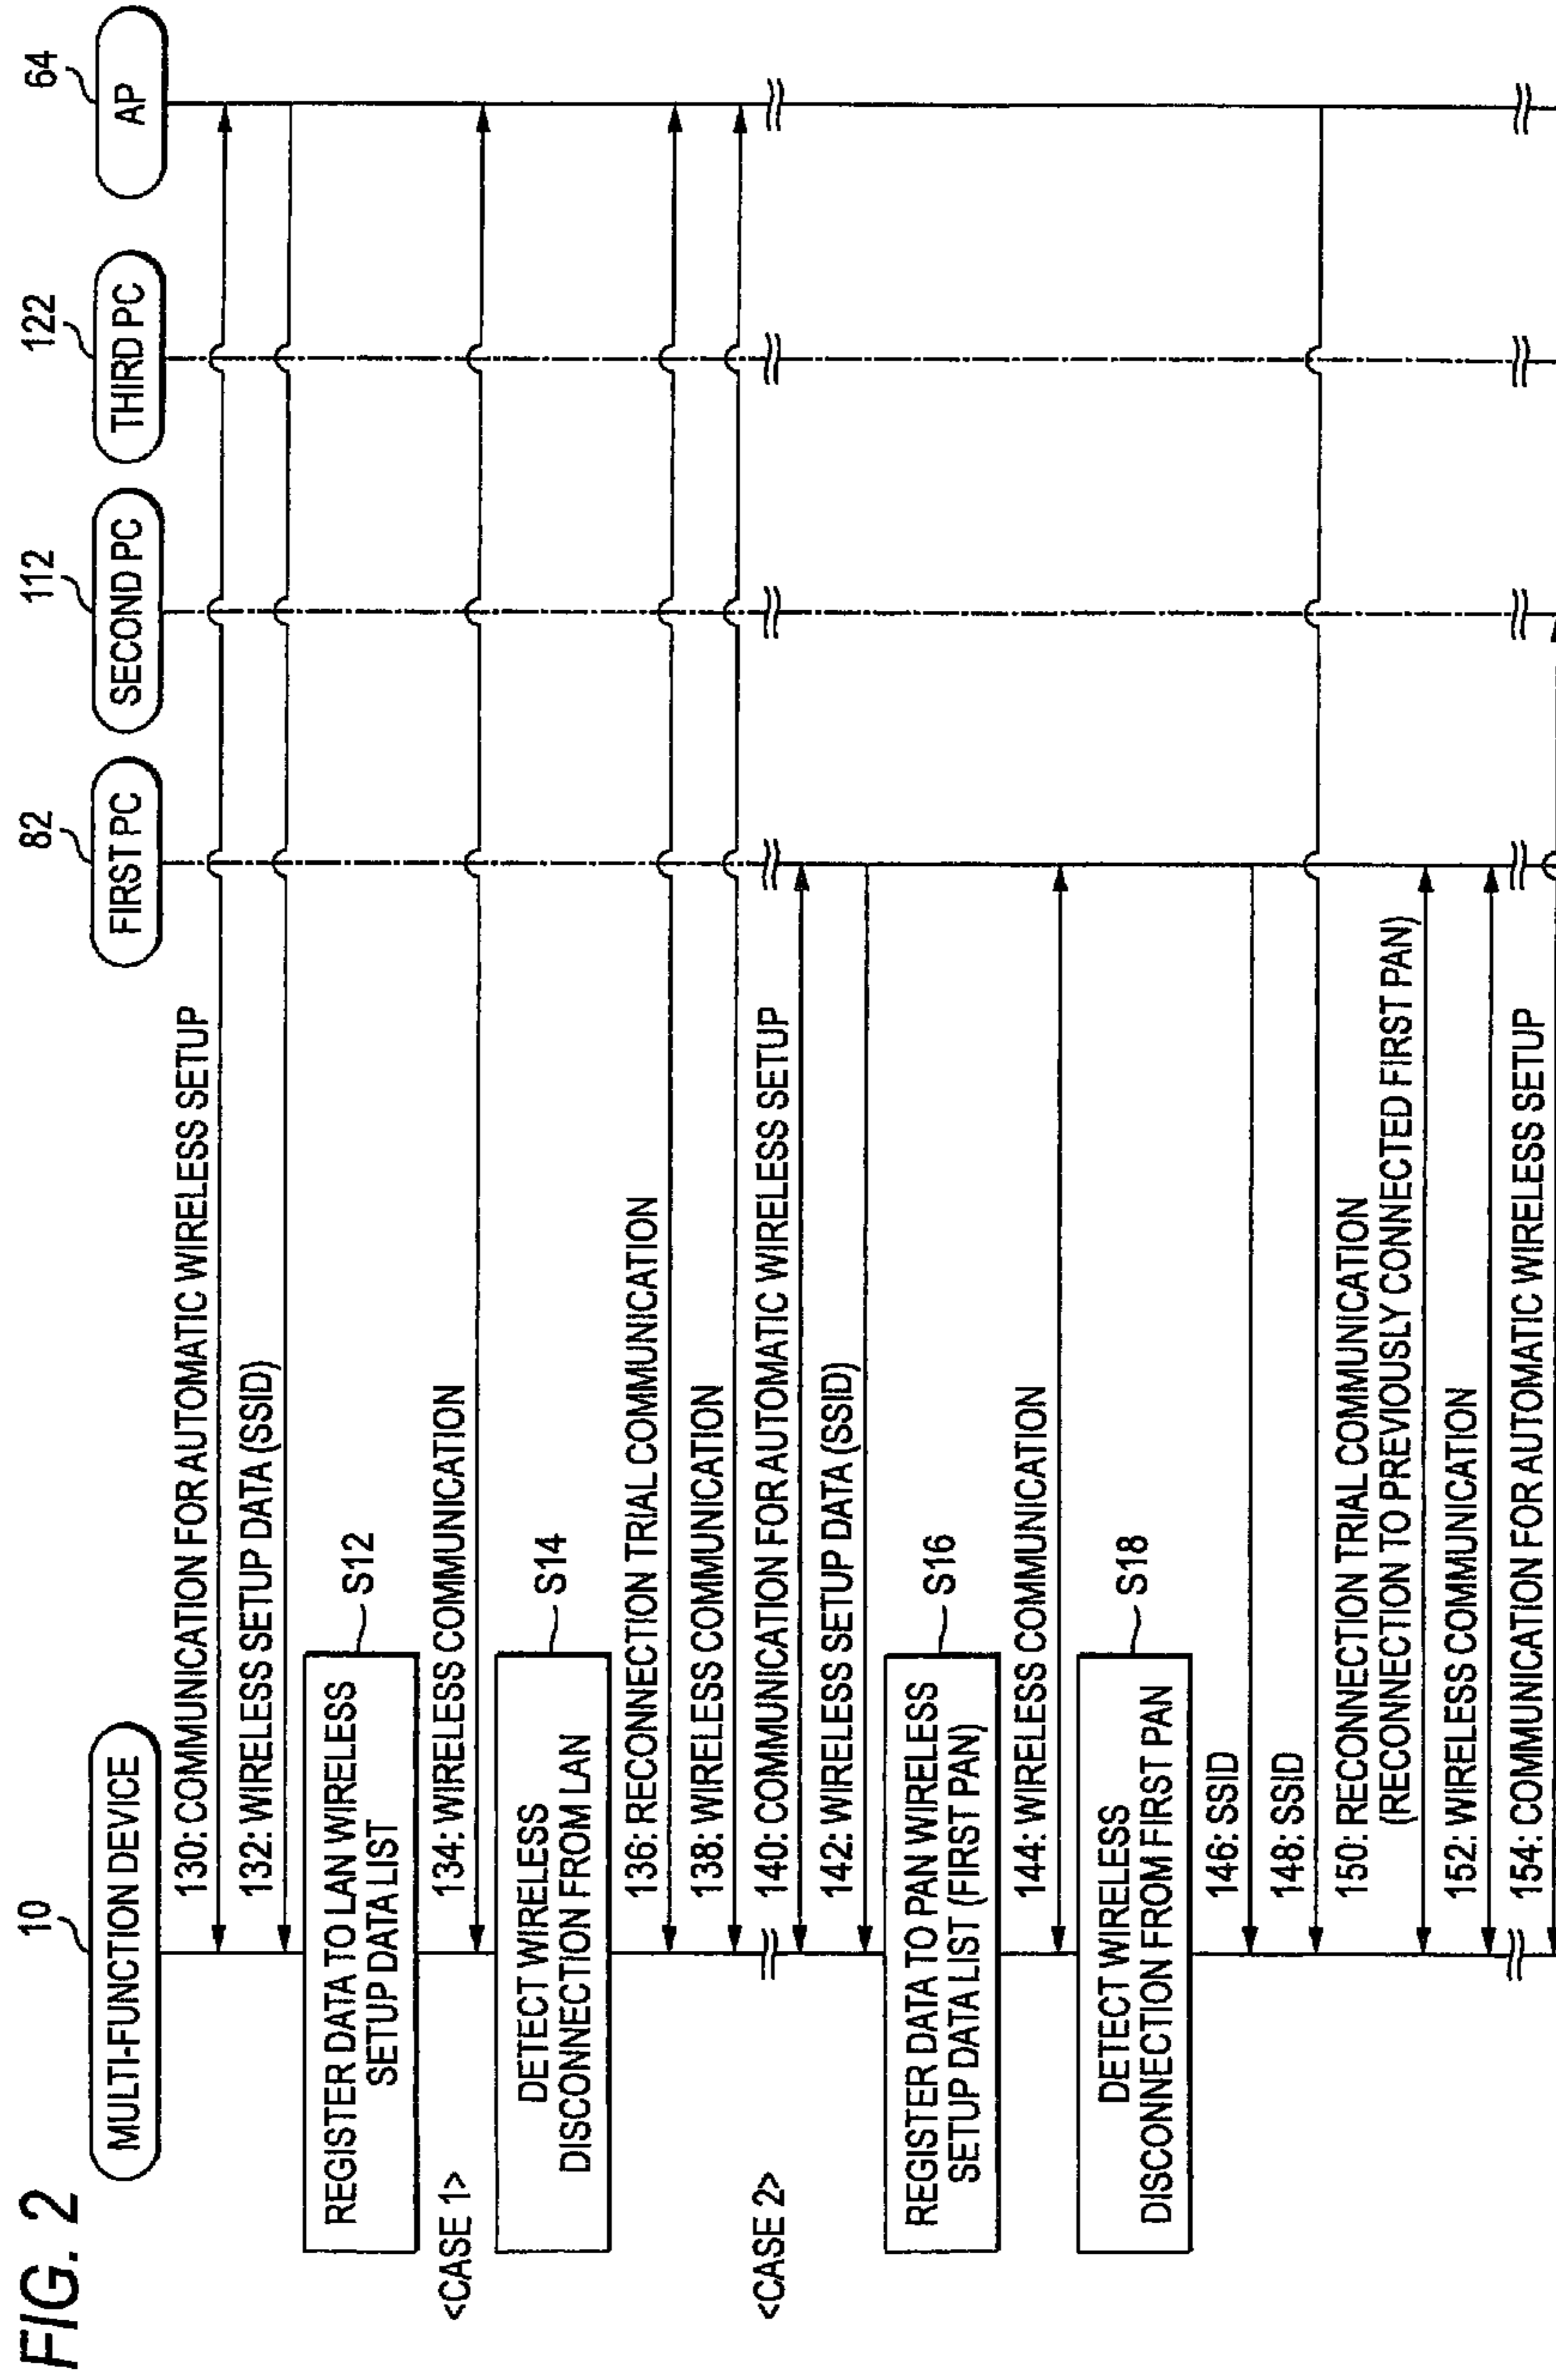 FIG. 2
10
82
112
122
64
MULTI-FUNCTION DEVICE
FIRST PC
SECOND PC
THIRD PC
AP
130: COMMUNICATION FOR AUTOMATIC WIRELESS SETUP
132: WIRELESS SETUP DATA (SSID)
REGISTER DATA TO LAN WIRELESS
SETUP DATA LIST
S12
<CASE 1>
134: WIRELESS COMMUNICATION
DETECT WIRELESS
DISCONNECTION FROM LAN
S14
136: RECONNECTION TRIAL COMMUNICATION
138: WIRELESS COMMUNICATION
<CASE 2>
140: COMMUNICATION FOR AUTOMATIC WIRELESS SETUP
142: WIRELESS SETUP DATA (SSID)
REGISTER DATA TO PAN WIRELESS
SETUP DATA LIST (FIRST PAN)
S16
144: WIRELESS COMMUNICATION
DETECT WIRELESS
DISCONNECTION FROM FIRST PAN
S18
146: SSID
148: SSID
150: RECONNECTION TRIAL COMMUNICATION
(RECONNECTION TO PREVIOUSLY CONNECTED FIRST PAN)
152: WIRELESS COMMUNICATION
154: COMMUNICATION FOR AUTOMATIC WIRELESS SETUP